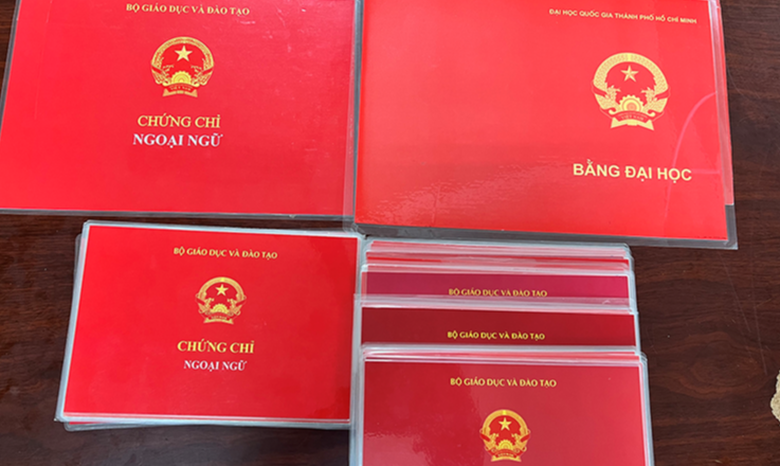 BỘ GIÁO DỤC VÀ ĐÀO TẠO
CHỨNG CHỈ
NGOẠI NGỮ
ĐẠI HỌC QUỐC GIA THÀNH PHỐ HỒ CHÍ MINH
BẰNG ĐẠI HỌC
BỘ GIÁO DỤC VÀ ĐÀO TẠO
CHỨNG CHỈ
NGOẠI NGỮ
BỘ GIÁO DỤC VÀ ĐÀO TẠO
BỘ GIÁO DỤC VÀ ĐÀO TẠO
BỘ GIÁO DỤC VÀ ĐÀO TẠO